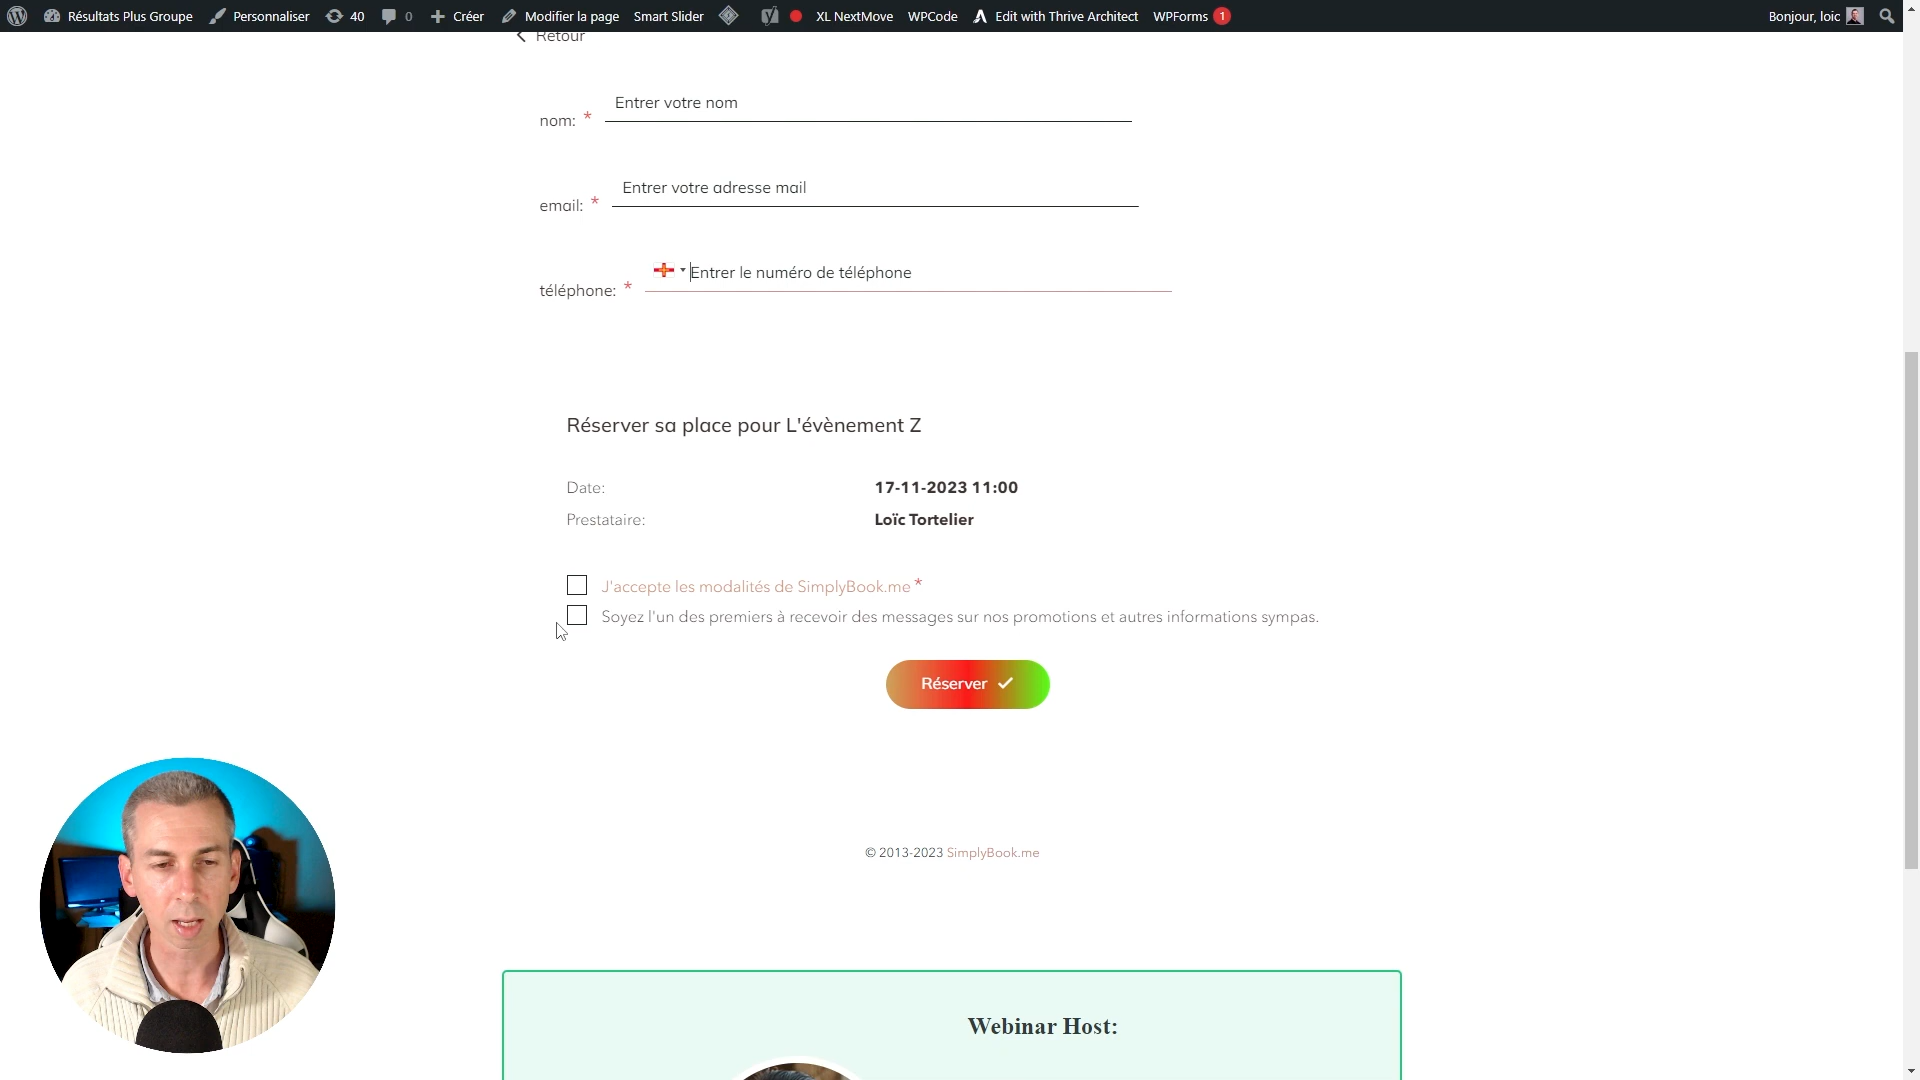 Résultats Plus Groupe Personnaliser 40 0 Créer Modifier la page Smart Slider XL NextMove WPCode Edit with Thrive Architect WPForms 1 Bonjour, loic
Retour
Entrer votre nom
nom: *
Entrer votre adresse mail
email: *
Entrer le numéro de téléphone
téléphone: *
Réserver sa place pour L'évènement Z
Date: 17-11-2023 11:00
Prestataire: Loïc Tortelier
J'accepte les modalités de SimplyBook.me *
Soyez l'un des premiers à recevoir des messages sur nos promotions et autres informations sympas.
Réserver
© 2013-2023 SimplyBook.me
Webinar Host: